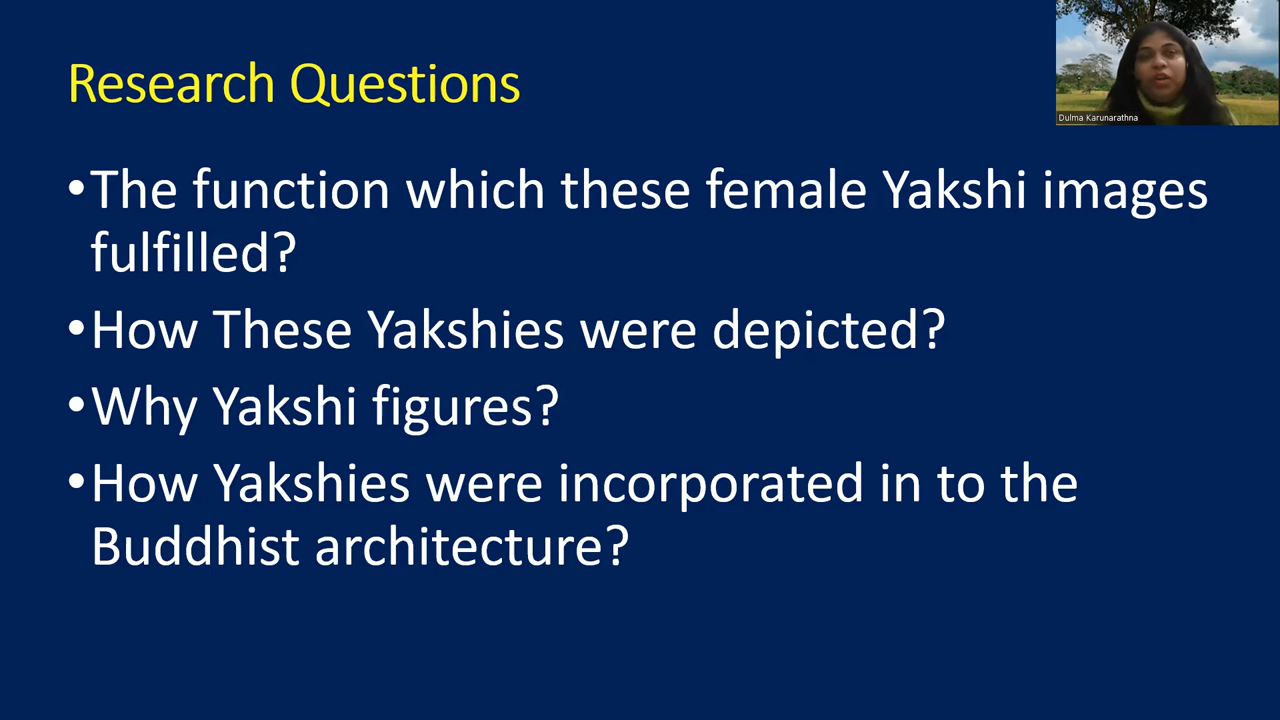 Research Questions
Dulma Karunarathna
•The function which these female Yakshi images
fulfilled?
•How These Yakshies were depicted?
•Why Yakshi figures?
•How Yakshies were incorporated in to the
Buddhist architecture?